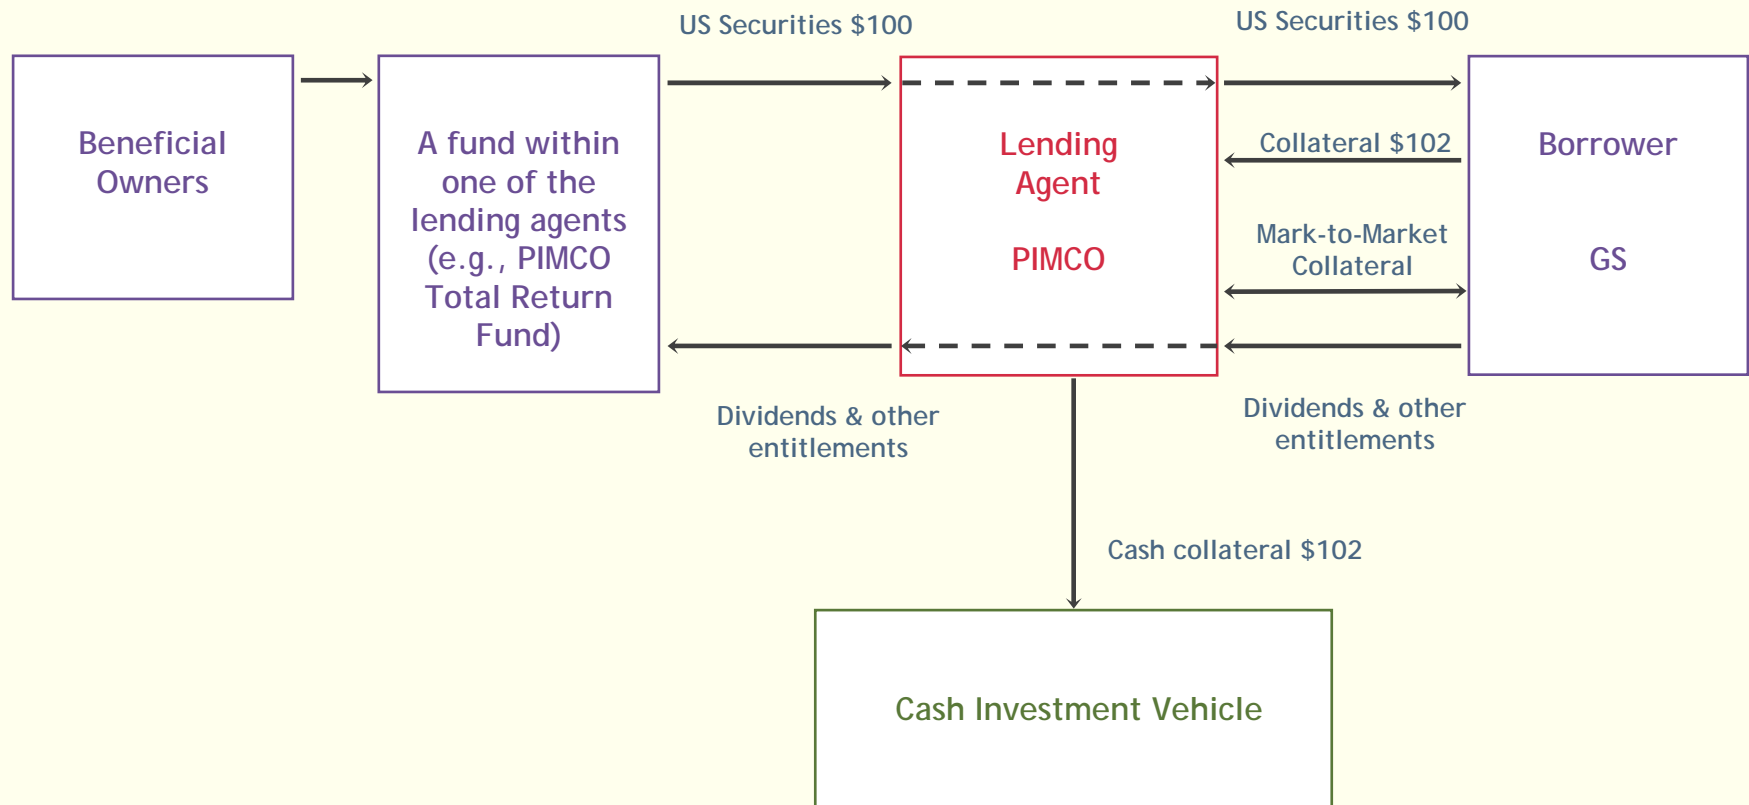 US Securities $100
US Securities $100
Beneficial
Owners
A fund within
one of the
lending agents
(e.g., PIMCO
Total Return
Fund)
Lending
Agent
PIMCO
Collateral $102
Mark-to-Market
Collateral
Borrower
GS
Dividends & other
entitlements
Dividends & other
entitlements
Cash collateral $102
Cash Investment Vehicle